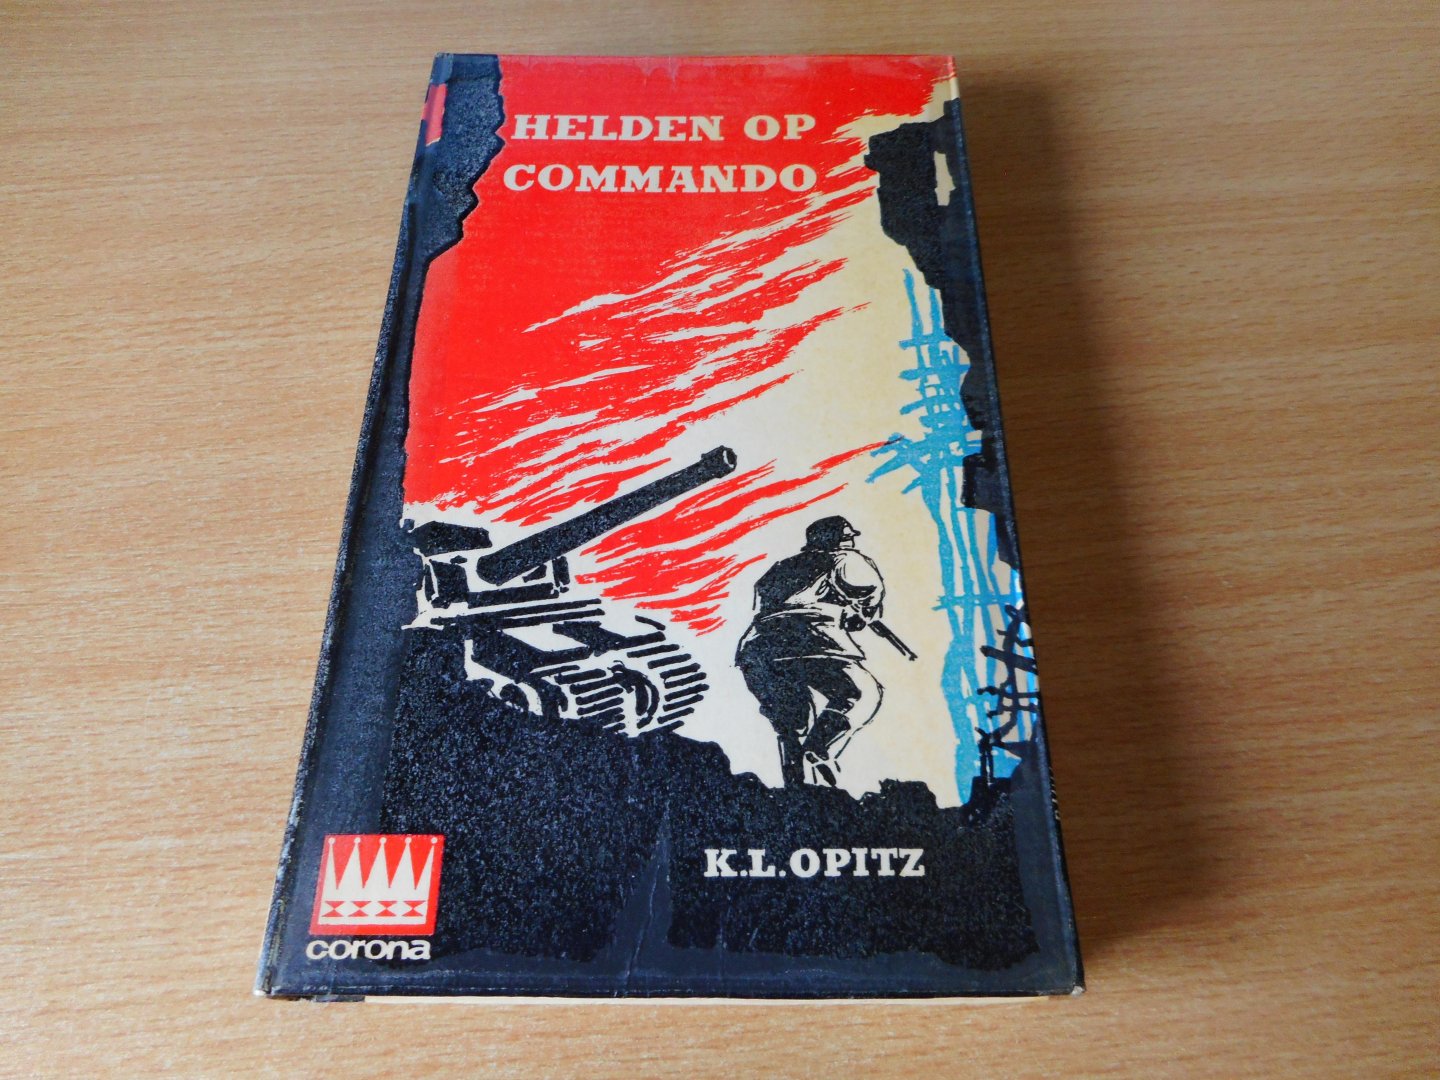 HELDEN OP
COMMANDO
K.L. OPITZ
corona